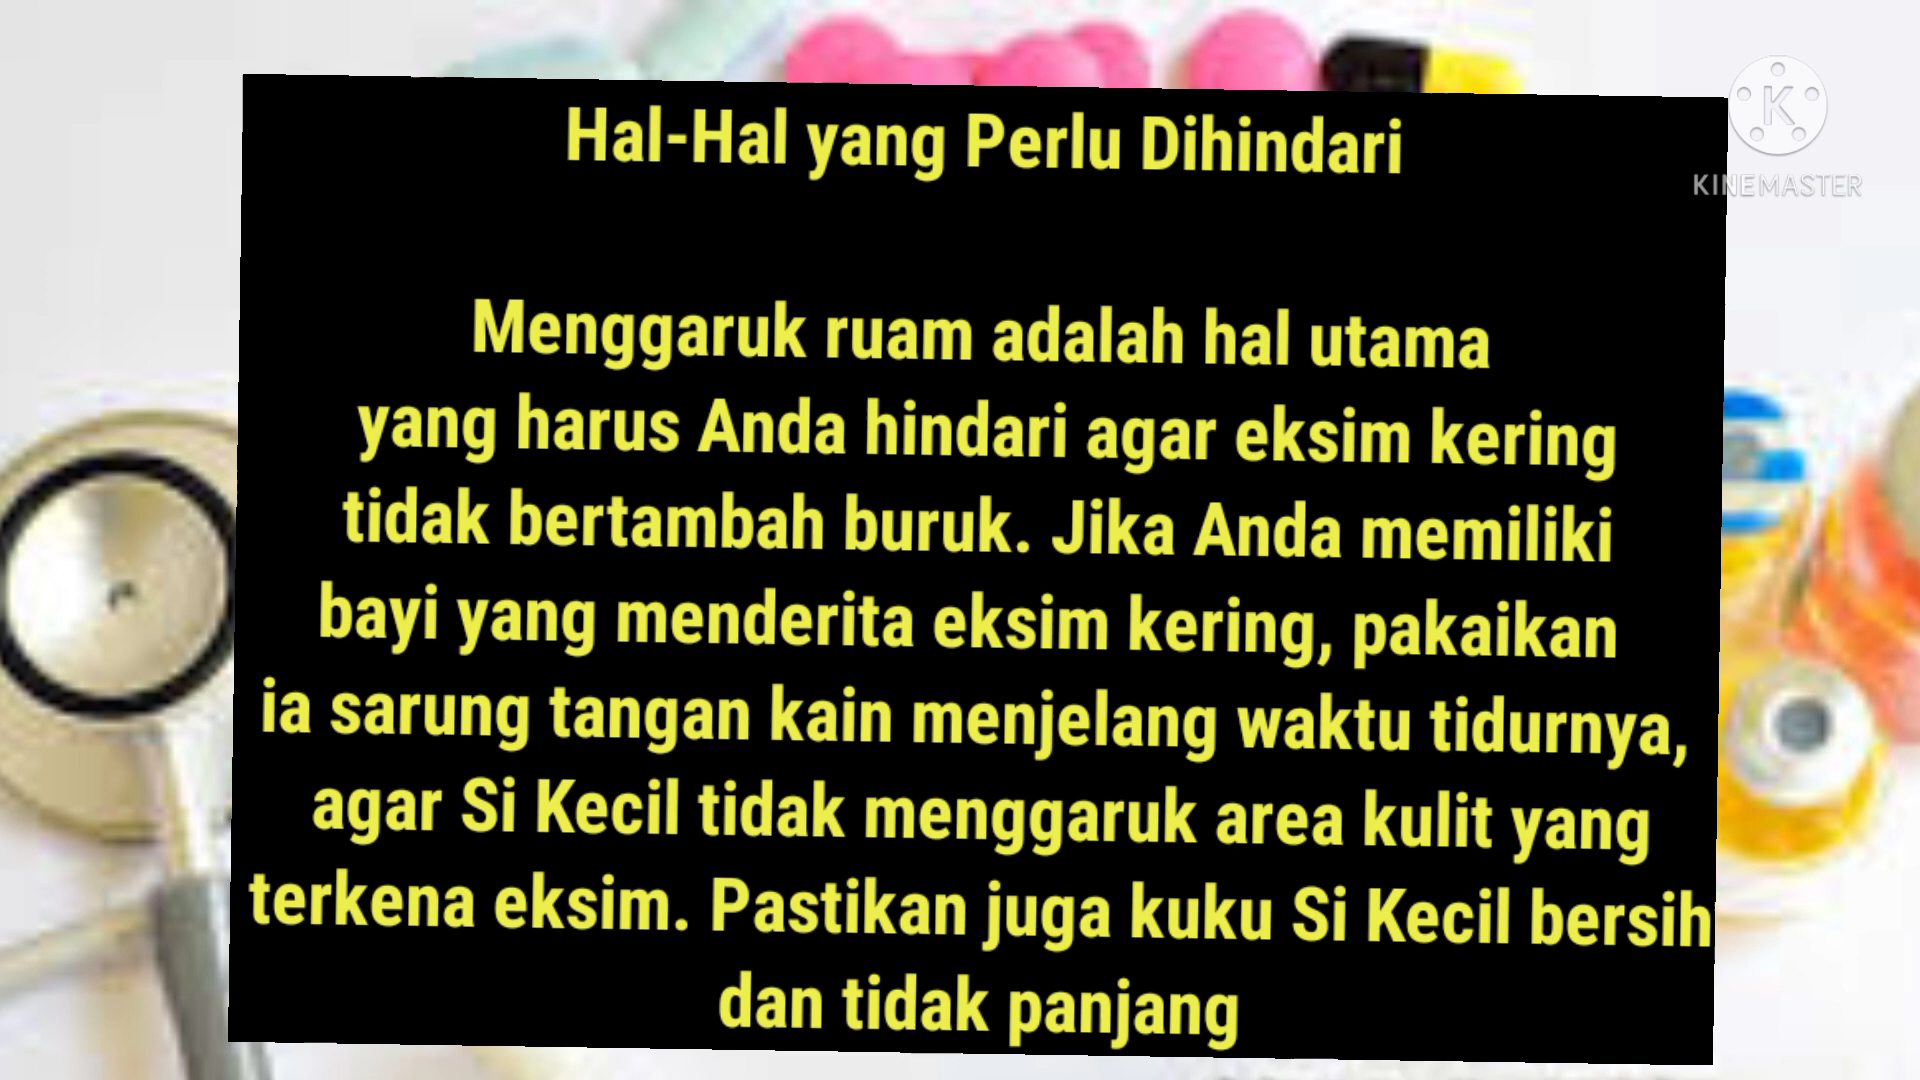 Hal-Hal yang Perlu Dihindari
Menggaruk ruam adalah hal utama
yang harus Anda hindari agar eksim kering
tidak bertambah buruk. Jika Anda memiliki
bayi yang menderita eksim kering, pakaikan
ia sarung tangan kain menjelang waktu tidurnya,
agar Si Kecil tidak menggaruk area kulit yang
terkena eksim. Pastikan juga kuku Si Kecil bersih
dan tidak panjang
K
KINEMASTER